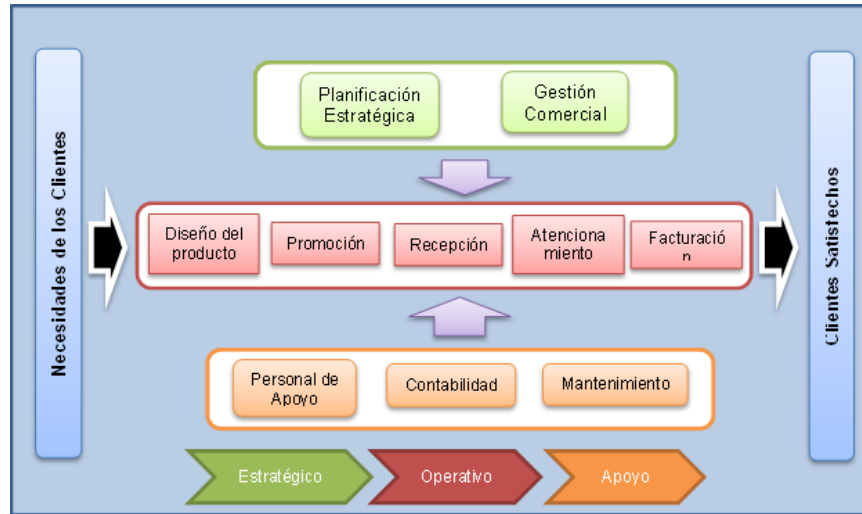 Necesidades de los Clientes
Planificación
Estratégica
Gestión
Comercial
Diseño del
producto
Promoción
Recepción
Atenciona
miento
Facturació
n
Personal de
Apoyo
Contabilidad
Mantenimiento
Estratégico
Operativo
Apoyo
Clientes Satistechos